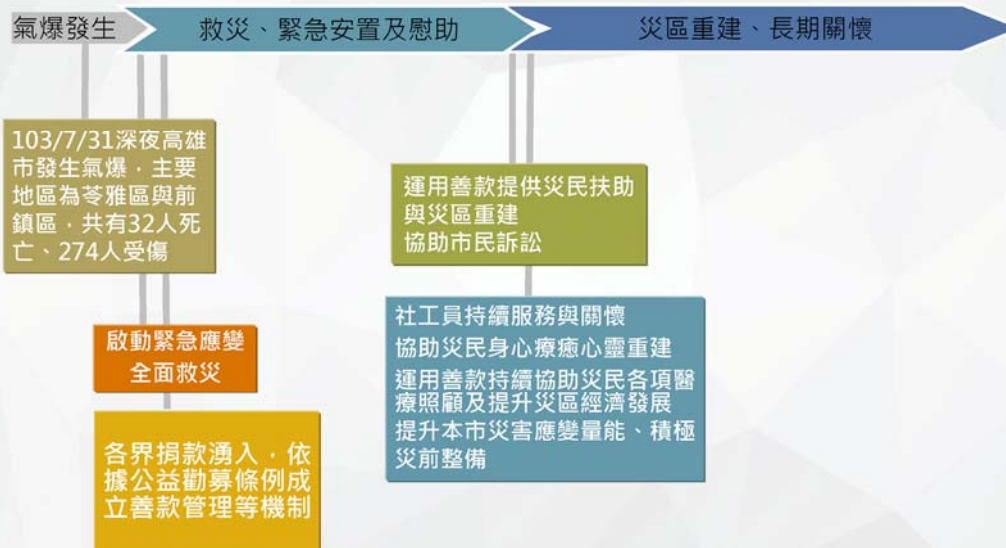 氣爆發生
救災、緊急安置及慰助
災區重建、長期關懷
103/7/31深夜高雄
市發生氣爆，主要
地區為苓雅區與前
鎮區，共有32人死
亡、274人受傷
啟動緊急應變
全面救災
各界捐款湧入，依
據公益勸募條例成
立善款管理等機制
運用善款提供災民扶助
與災區重建
協助市民訴訟
社工員持續服務與關懷
協助災民身心療癒心靈重建
運用善款持續協助災民各項醫
療照顧及提升災區經濟發展
提升本市災害應變量能、積極
災前整備